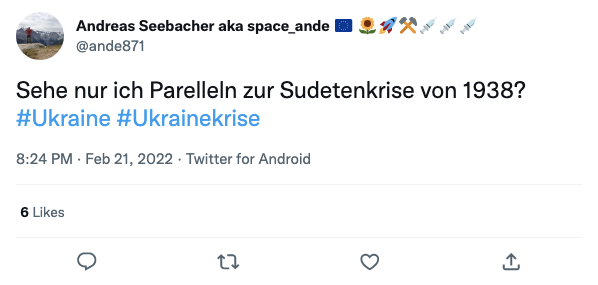 Andreas Seebacher aka space_ande 🇪🇺 🌻🚀⚒️💉💉💉
@ande871
Sehe nur ich Parelleln zur Sudetenkrise von 1938?
#Ukraine #Ukrainekrise
8:24 PM · Feb 21, 2022 · Twitter for Android
6 Likes